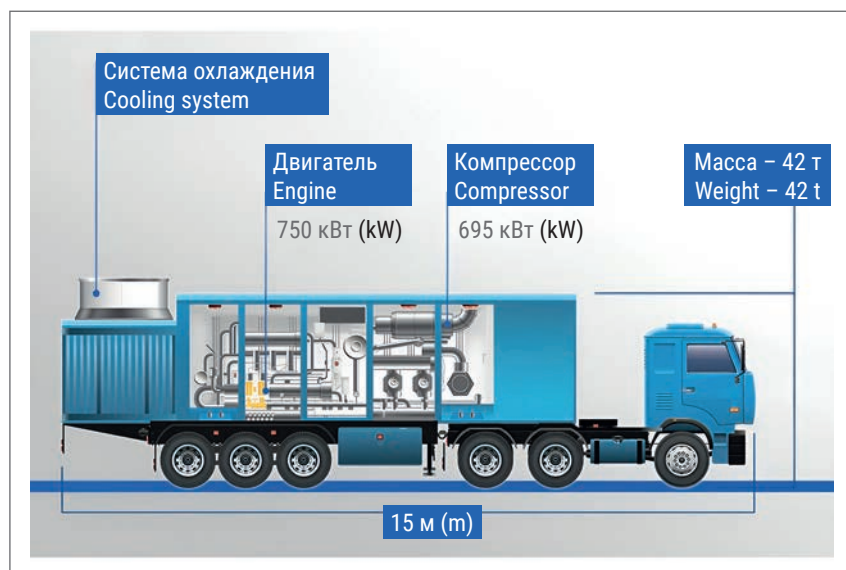 Система охлаждения
Cooling system
Двигатель
Engine
750 кВт (kW)
Компрессор
Compressor
695 кВт (kW)
Масса – 42 т
Weight – 42 t
15 м (m)